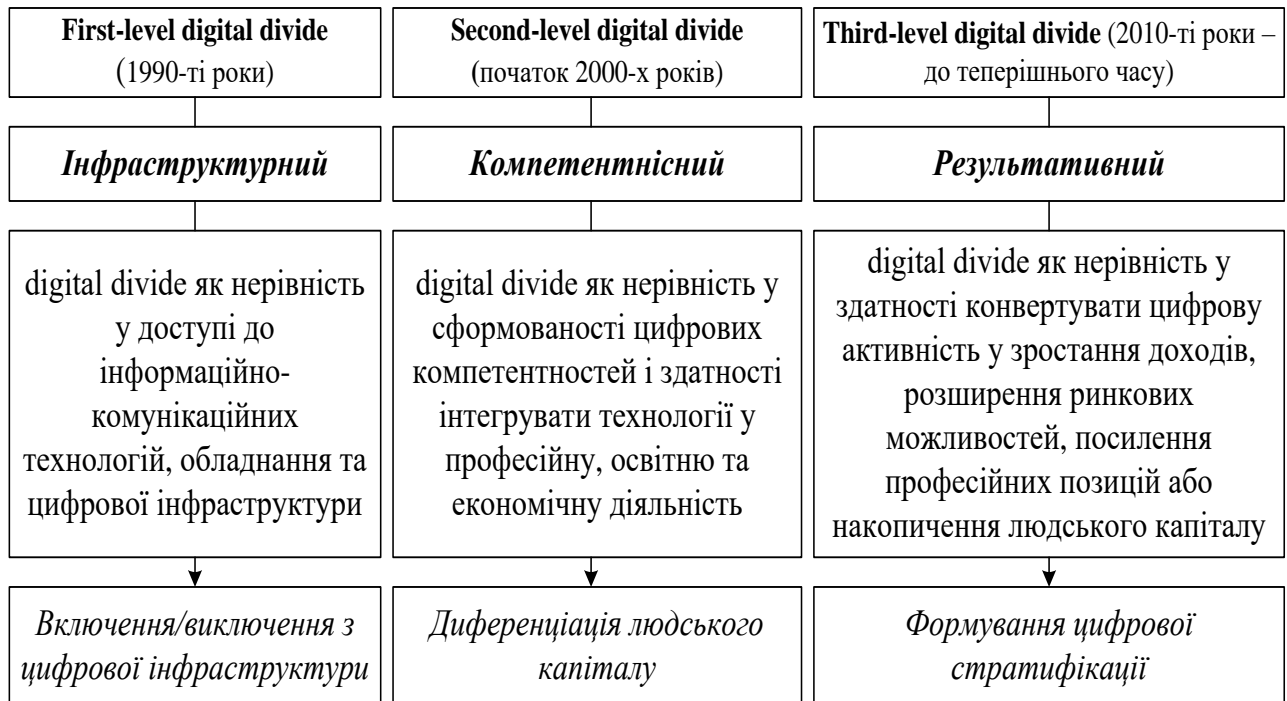 First-level digital divide
(1990-ті роки)
Second-level digital divide
(початок 2000-х років)
Third-level digital divide (2010-ті роки –
до теперішнього часу)
Інфраструктурний
Компетентнісний
Результативний
digital divide як нерівність
у доступі до
інформаційно-
комунікаційних
технологій, обладнання та
цифрової інфраструктури
digital divide як нерівність у
сформованості цифрових
компетентностей і здатності
інтегрувати технології у
професійну, освітню та
економічну діяльність
digital divide як нерівність у
здатності конвертувати цифрову
активність у зростання доходів,
розширення ринкових
можливостей, посилення
професійних позицій або
накопичення людського капіталу
Включення/виключення з
цифрової інфраструктури
Диференціація людського
капіталу
Формування цифрової
стратифікації